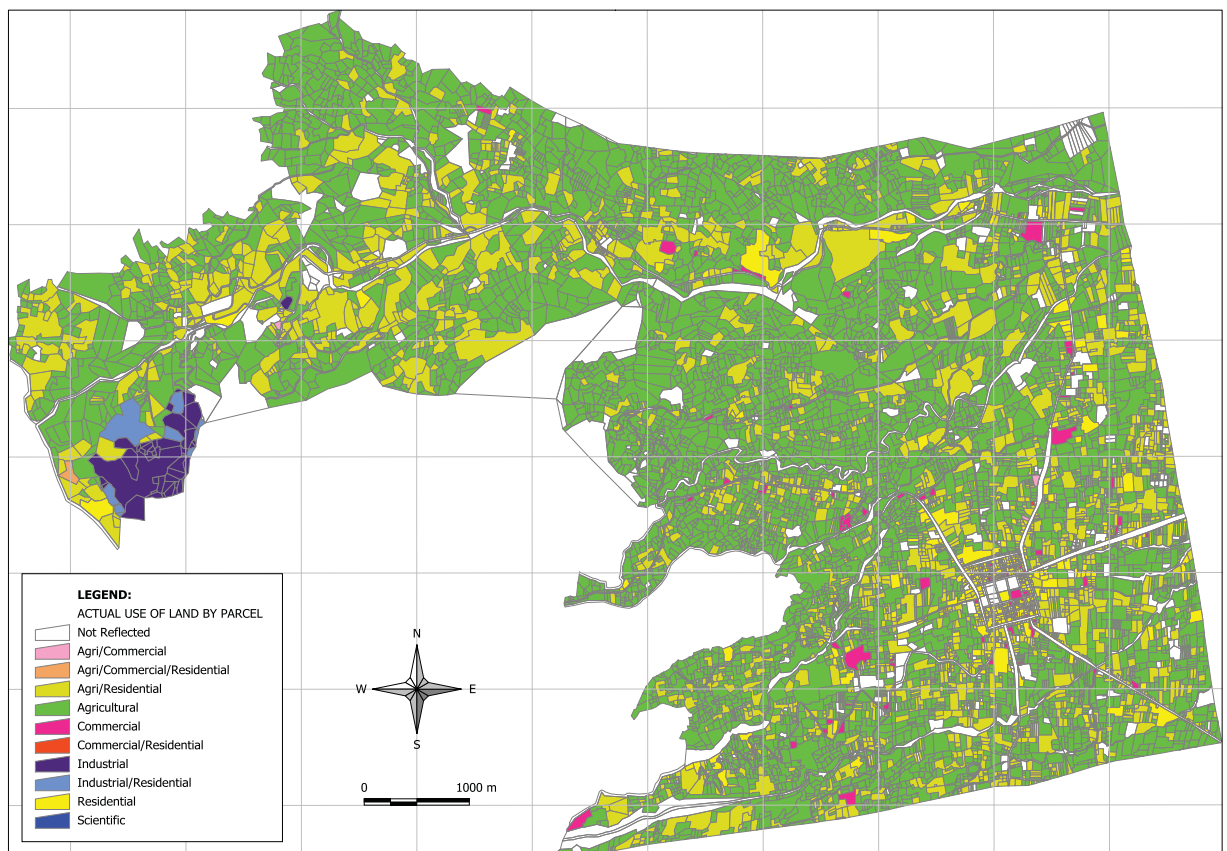 LEGEND:
ACTUAL USE OF LAND BY PARCEL
Not Reflected
Agri/Commercial
Agri/Commercial/Residential
Agri/Residential
Agricultural
Commercial
Commercial/Residential
Industrial
Industrial/Residential
Residential
Scientific
N
W E
S
0 1000 m